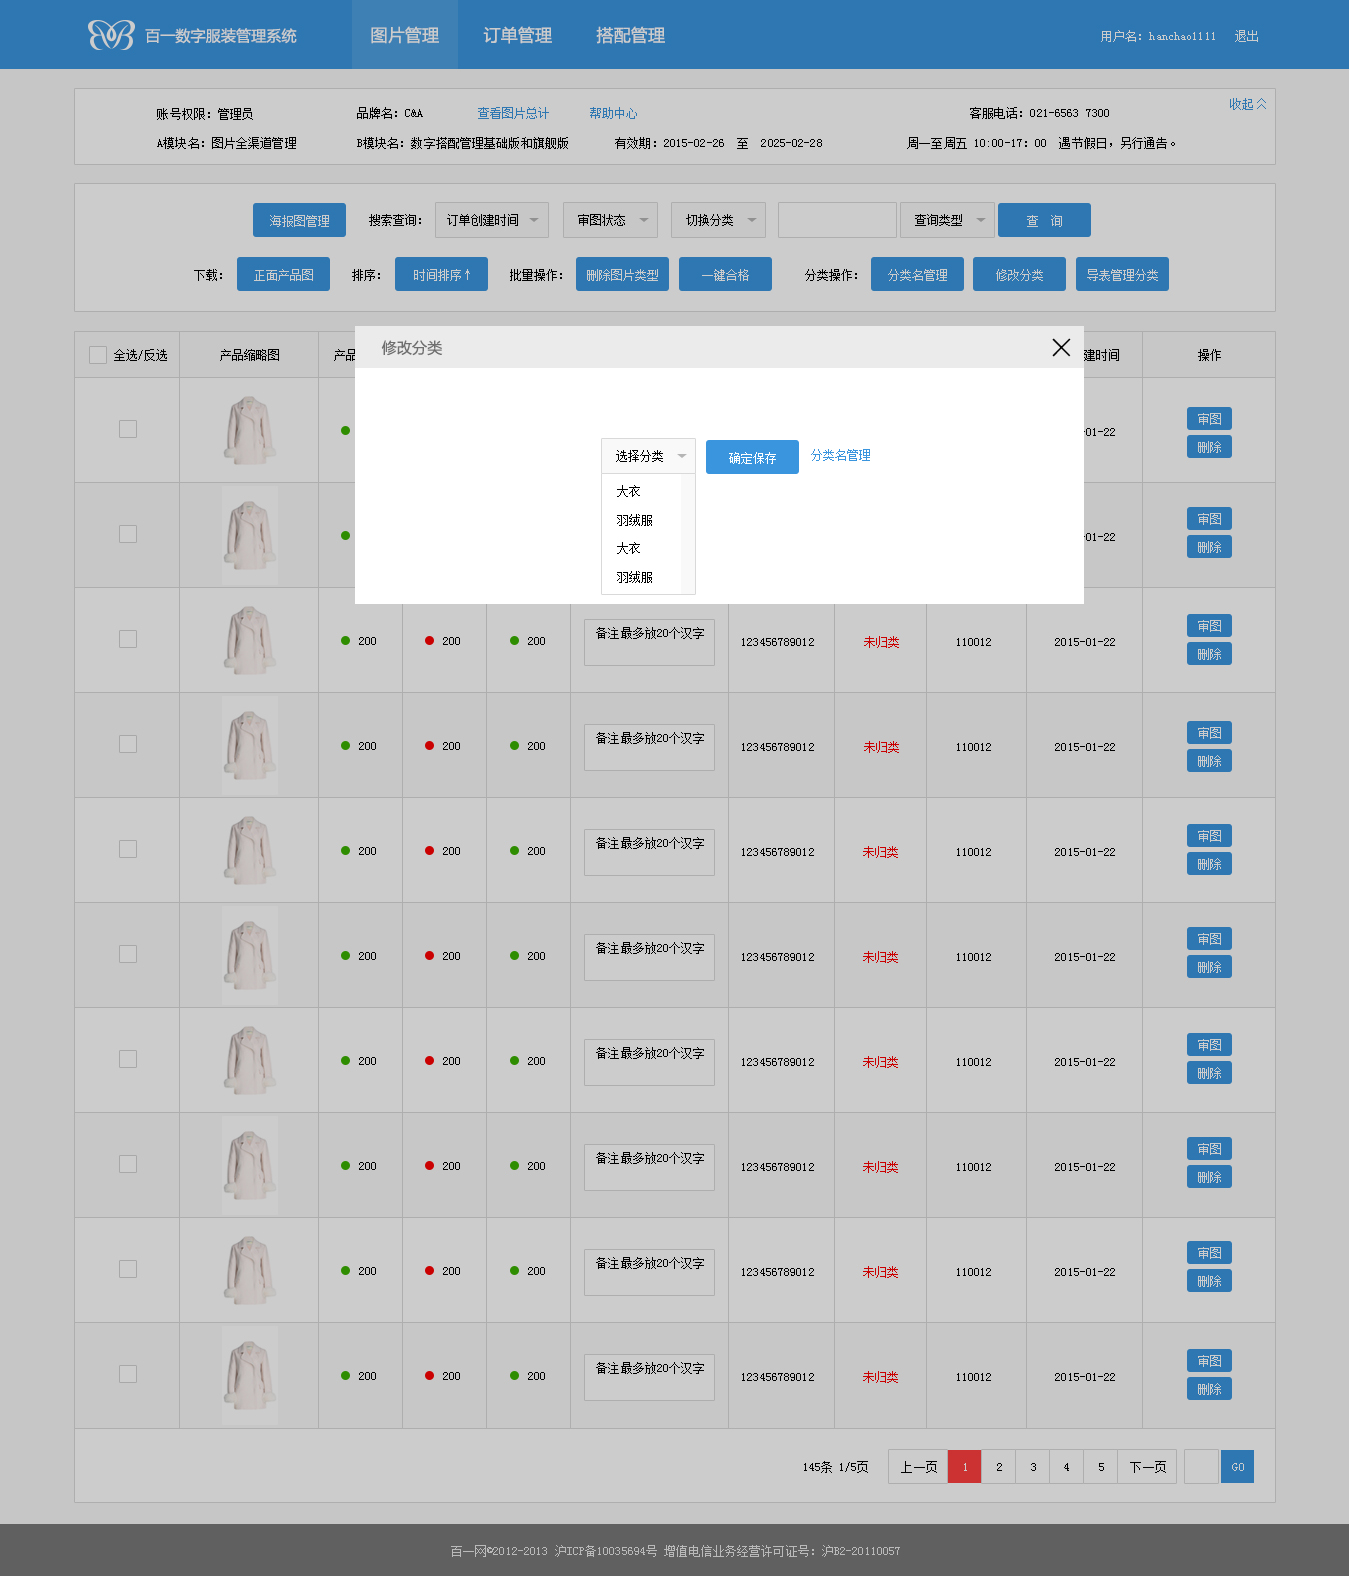 百一数字服装管理系统 图片管理 订单管理 搭配管理 用户名：hanchao1111 退出
账号权限：管理员 品牌名：C&A 查看图片总计 帮助中心 客服电话：021-6563 7300 收起
A模块名：图片全渠道管理 B模块名：数字搭配管理基础版和旗舰版 有效期：2015-02-26 至 2025-02-28 周一至周五 10:00-17：00 遇节假日，另行通告。
海报图管理 搜索查询： 订单创建时间 审图状态 切换分类 查询类型 查 询
下载： 正面产品图 排序： 时间排序↑ 批量操作： 删除图片类型 一键合格 分类操作： 分类名管理 修改分类 导表管理分类
全选/反选 产品缩略图 产品 建时间 操作
修改分类
选择分类 确定保存 分类名管理
大衣
羽绒服
大衣
羽绒服
-01-22 审图
删除
-01-22 审图
删除
200 200 200 备注最多放20个汉字 123456789012 未归类 110012 2015-01-22 审图
删除
200 200 200 备注最多放20个汉字 123456789012 未归类 110012 2015-01-22 审图
删除
200 200 200 备注最多放20个汉字 123456789012 未归类 110012 2015-01-22 审图
删除
200 200 200 备注最多放20个汉字 123456789012 未归类 110012 2015-01-22 审图
删除
200 200 200 备注最多放20个汉字 123456789012 未归类 110012 2015-01-22 审图
删除
200 200 200 备注最多放20个汉字 123456789012 未归类 110012 2015-01-22 审图
删除
200 200 200 备注最多放20个汉字 123456789012 未归类 110012 2015-01-22 审图
删除
200 200 200 备注最多放20个汉字 123456789012 未归类 110012 2015-01-22 审图
删除
145条 1/5页 上一页 1 2 3 4 5 下一页 GO
百一网©2012-2013 沪ICP备10035694号 增值电信业务经营许可证号：沪B2-20110057